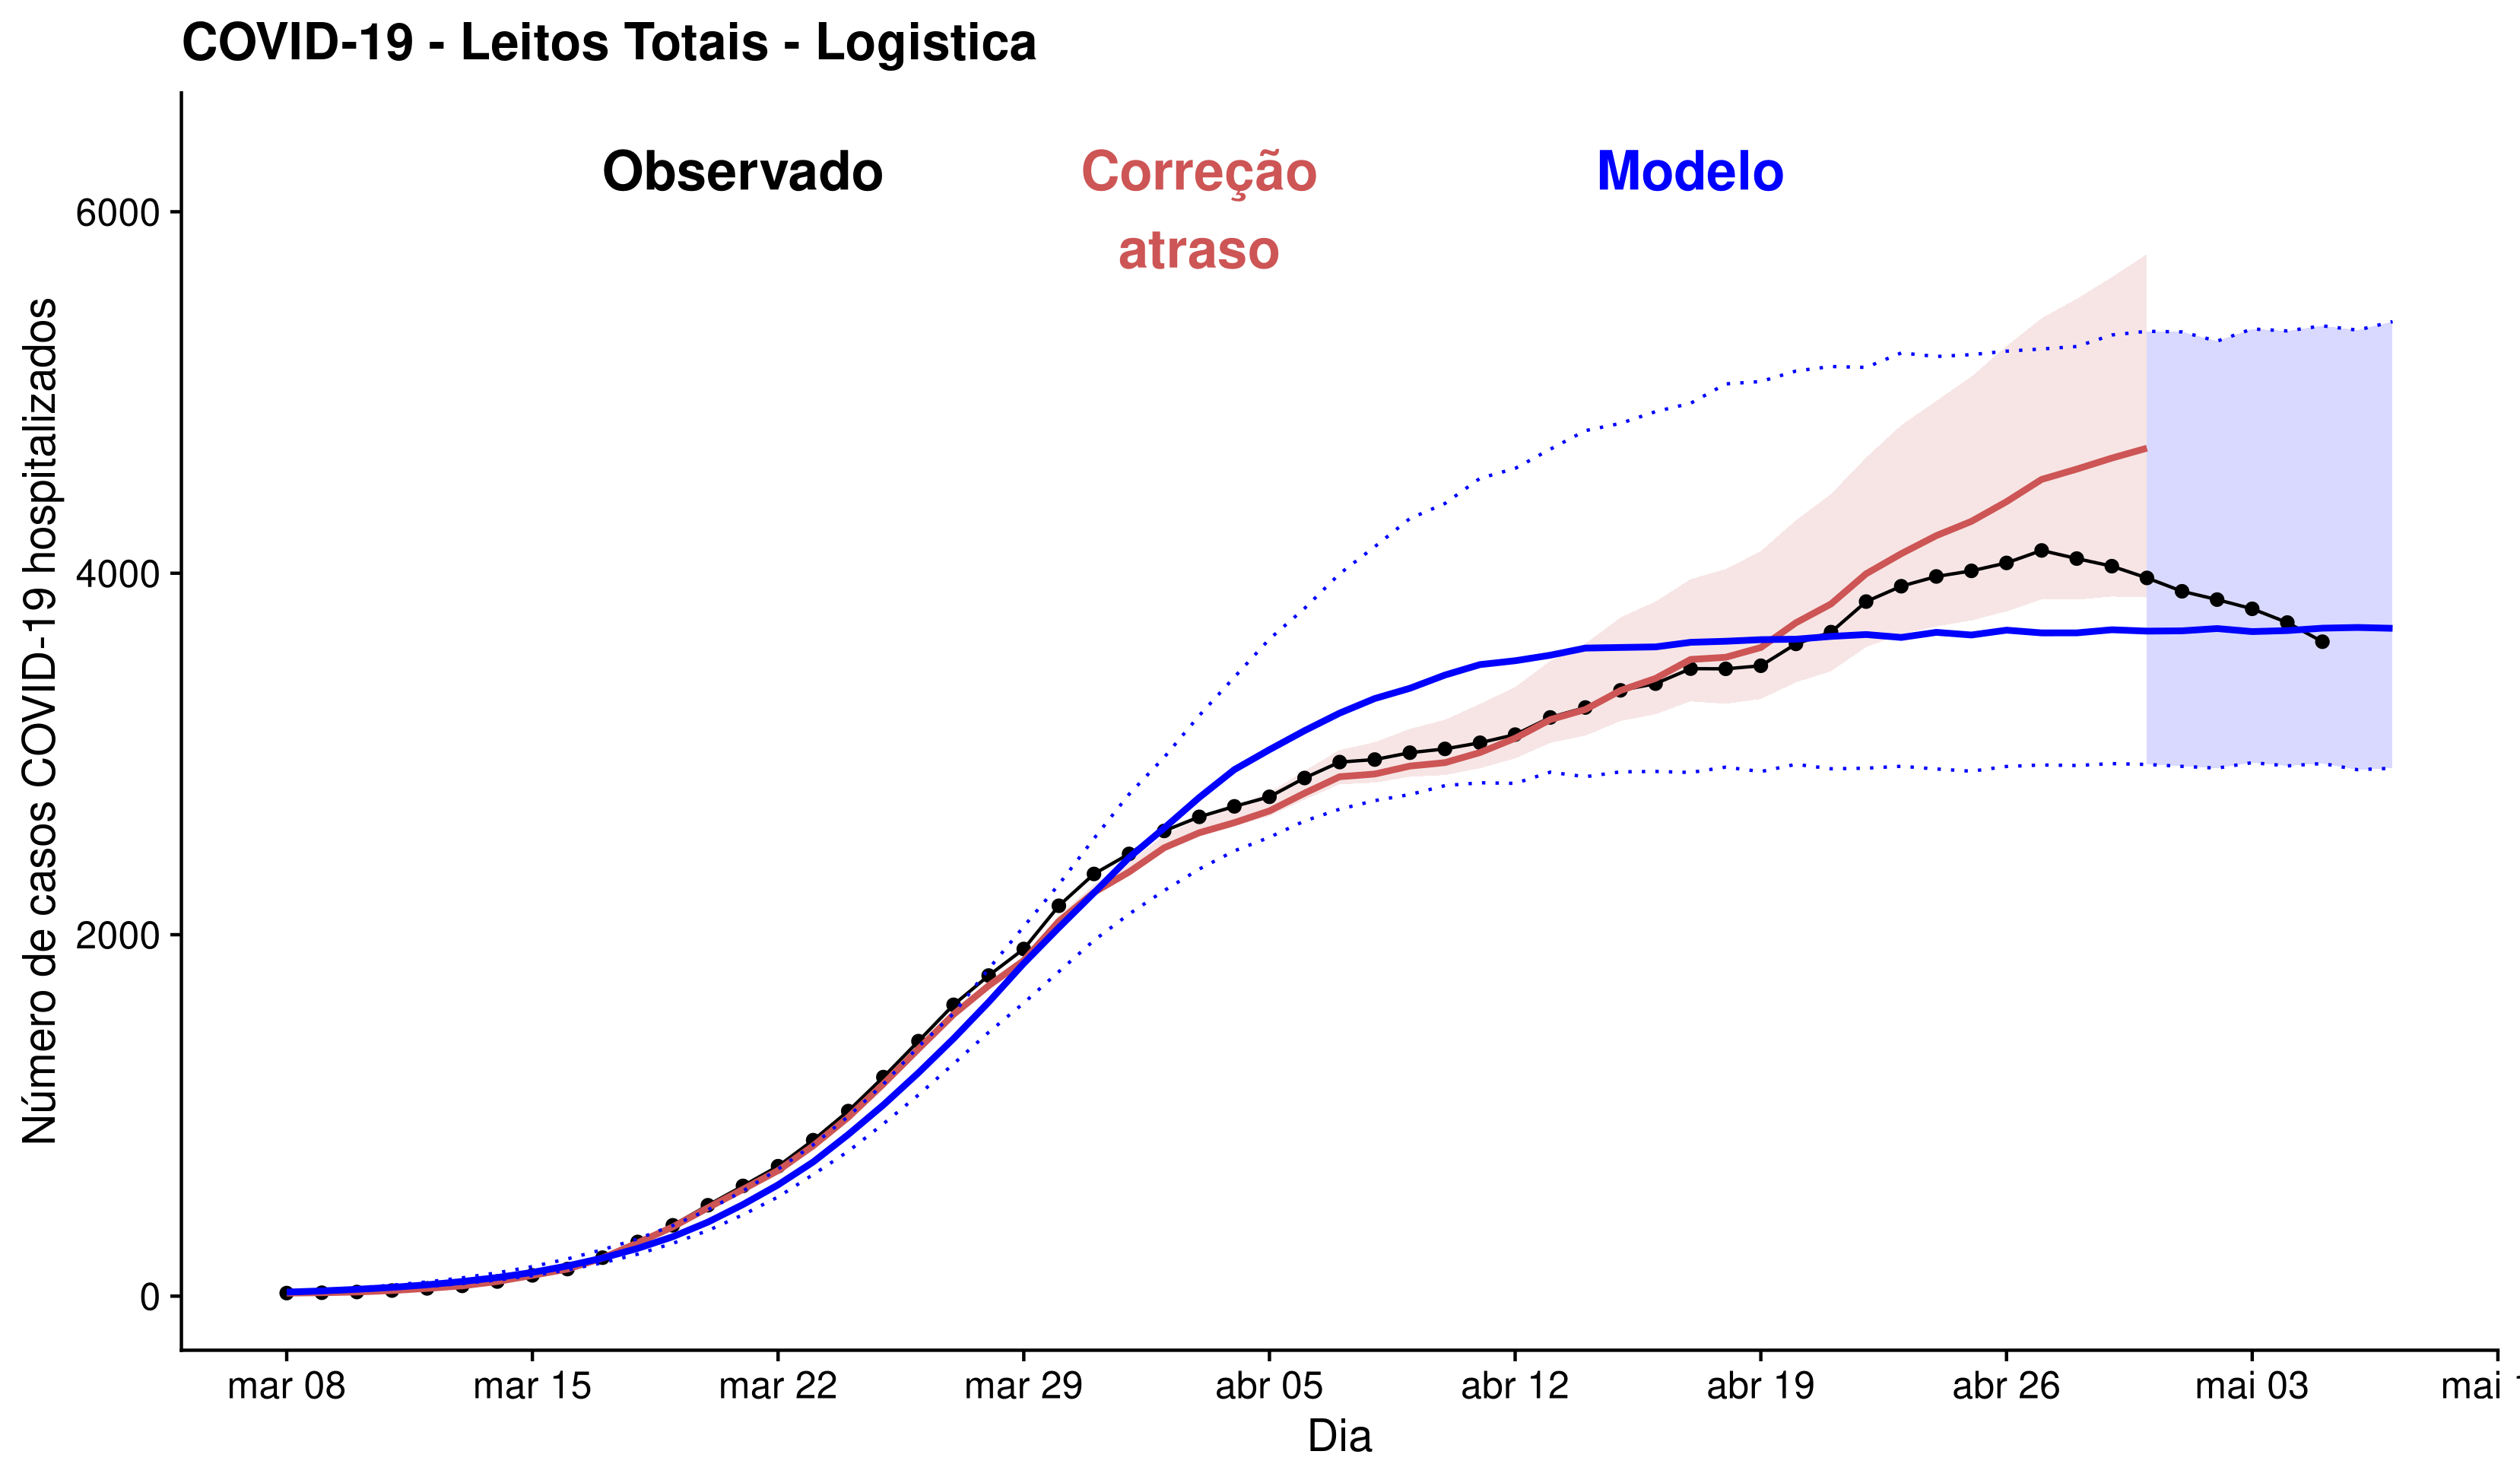 COVID-19 - Leitos Totais - Logistica
Observado
Correção
atraso
Modelo
Número de casos COVID-19 hospitalizados
6000
4000
2000
0
mar 08
mar 15
mar 22
mar 29
abr 05
abr 12
abr 19
abr 26
mai 03
mai
Dia